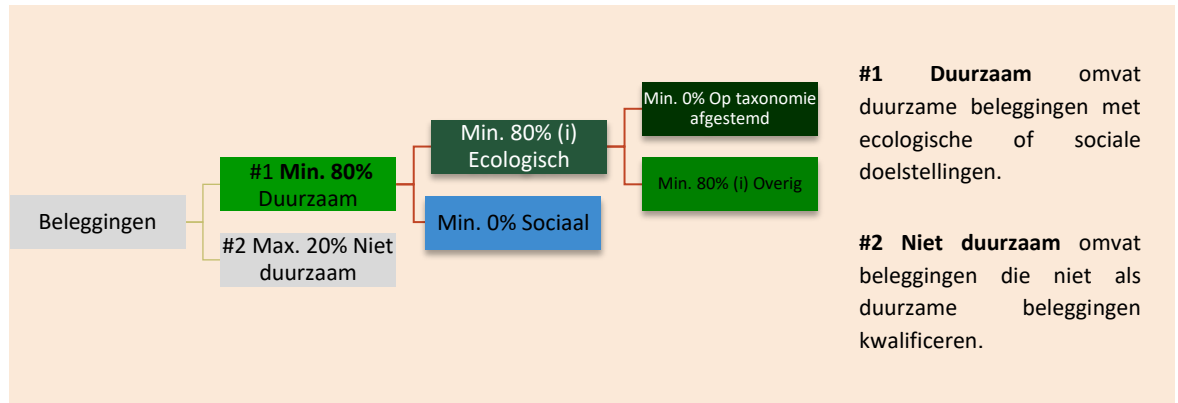 Beleggingen
#1 Min. 80%
Duurzaam
#2 Max. 20% Niet
duurzaam
Min. 80% (i)
Ecologisch
Min. 0% Sociaal
Min. 0% Op taxonomie
afgestemd
Min. 80% (i) Overig
#1 Duurzaam omvat
duurzame beleggingen met
ecologische of sociale
doelstellingen.
#2 Niet duurzaam omvat
beleggingen die niet als
duurzame beleggingen
kwalificeren.